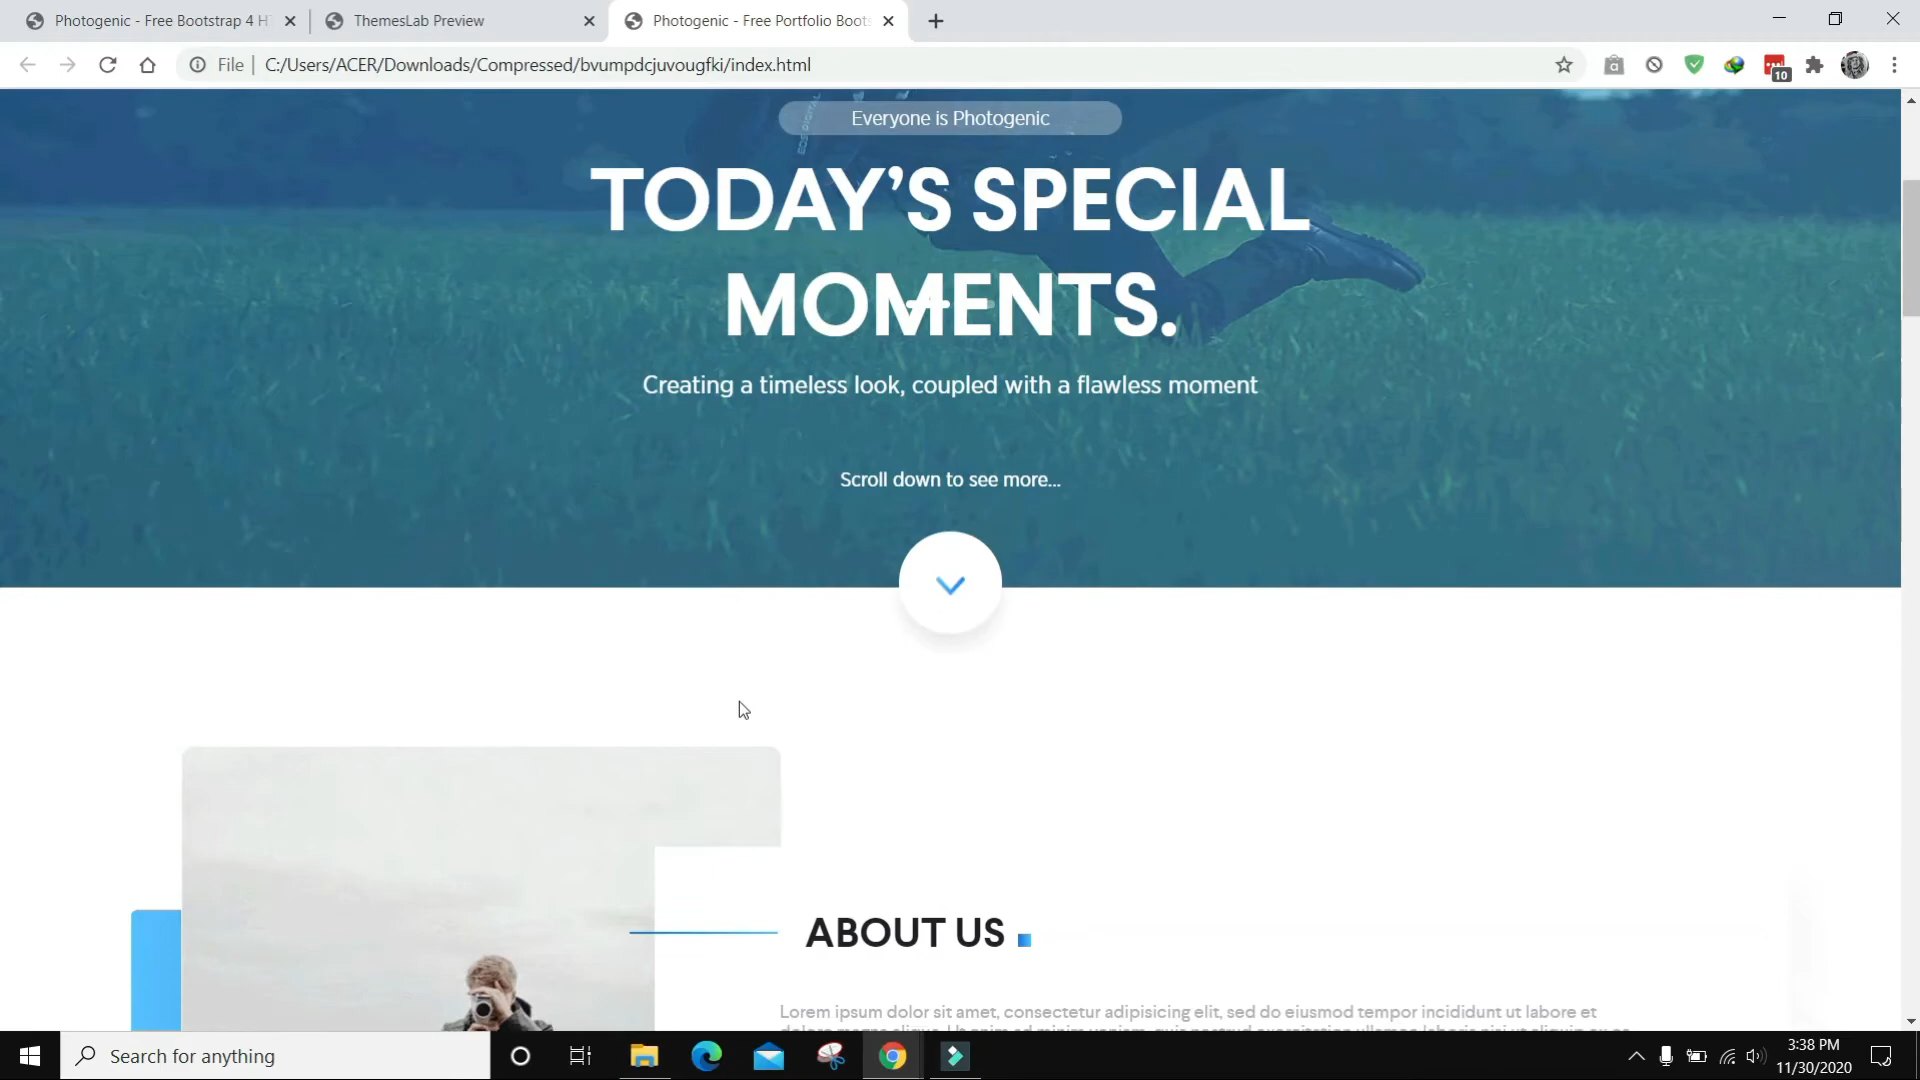 Photogenic - Free Bootstrap 4 H
ThemesLab Preview
Photogenic - Free Portfolio Boots
File
C:/Users/ACER/Downloads/Compressed/bvumpdcjuvougfki/index.html
10
Everyone is Photogenic
TODAY’S SPECIAL
MOMENTS.
Creating a timeless look, coupled with a flawless moment
Scroll down to see more...
ABOUT US
Lorem ipsum dolor sit amet, consectetur adipisicing elit, sed do eiusmod tempor incididunt ut labore et
Search for anything
3:38 PM
11/30/2020